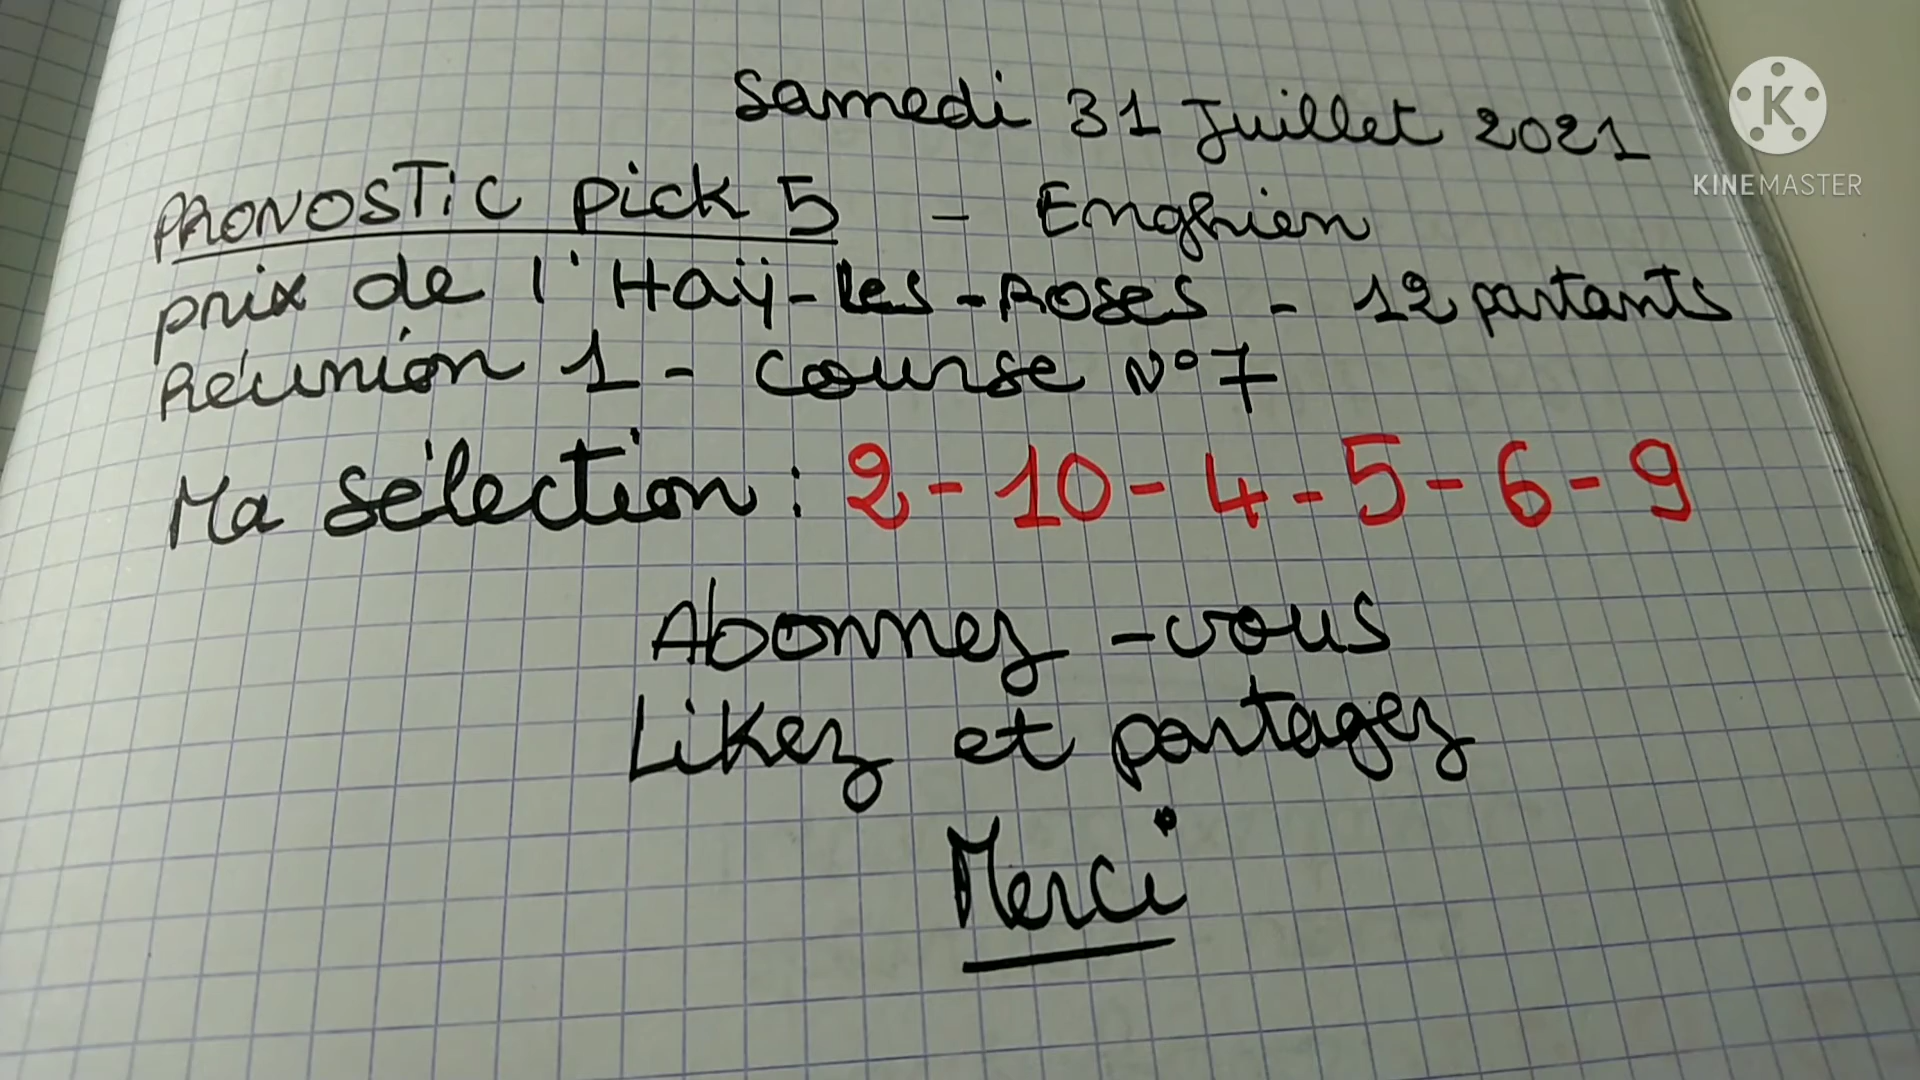 Samedi 31 Juillet 2021
PRONOSTIC PICK 5 - Enghien
prix de l'Haÿ-Les-Roses - 12 partants
Réunion 1 - Course N°7
Ma sélection : 2 - 10 - 4 - 5 - 6 - 9
Abonnez-vous
Likez et partagez
Merci
K
KINEMASTER